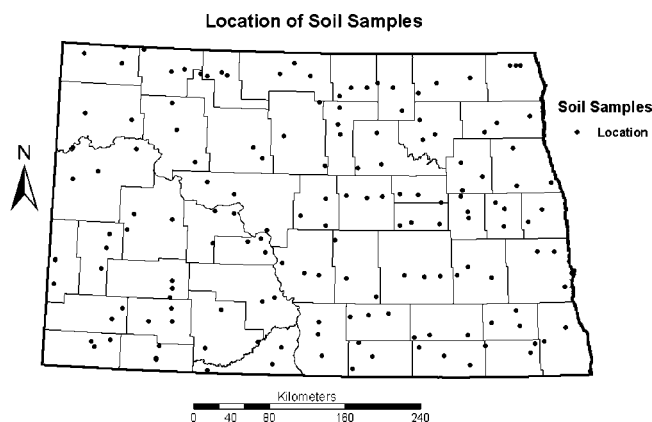 Location of Soil Samples
Soil Samples
Location
N
Kilometers
0 40 80 160 240